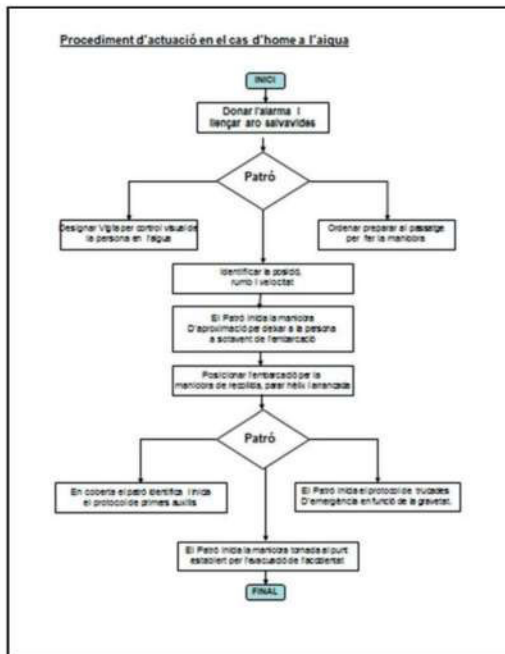 Procediment d'actuació en el cas d'home a l'aigua
INICI
Donar l'alarma i
llençar aro salvavides
Patró
Designar Vigia per control visual de
la persona en l'aigua
Ordenar preparar al passatge
per fer la maniobra
Identificar la posició,
rumb i velocitat
El Patró inicia la maniobra
D'aproximació per deixar a la persona
a sotavent de l'embarcació
Posicionar l'embarcació per la
maniobra de recollida, parar hèlix i arrancada
Patró
En coberta el patró identifica i inicia
el protocol de primers auxilis
El Patró inicia el protocol de trucades
D'emergència en funció de la gravetat.
El Patró inicia la maniobra tornada al punt
establert per l'evacuació de l'accidentat
FINAL